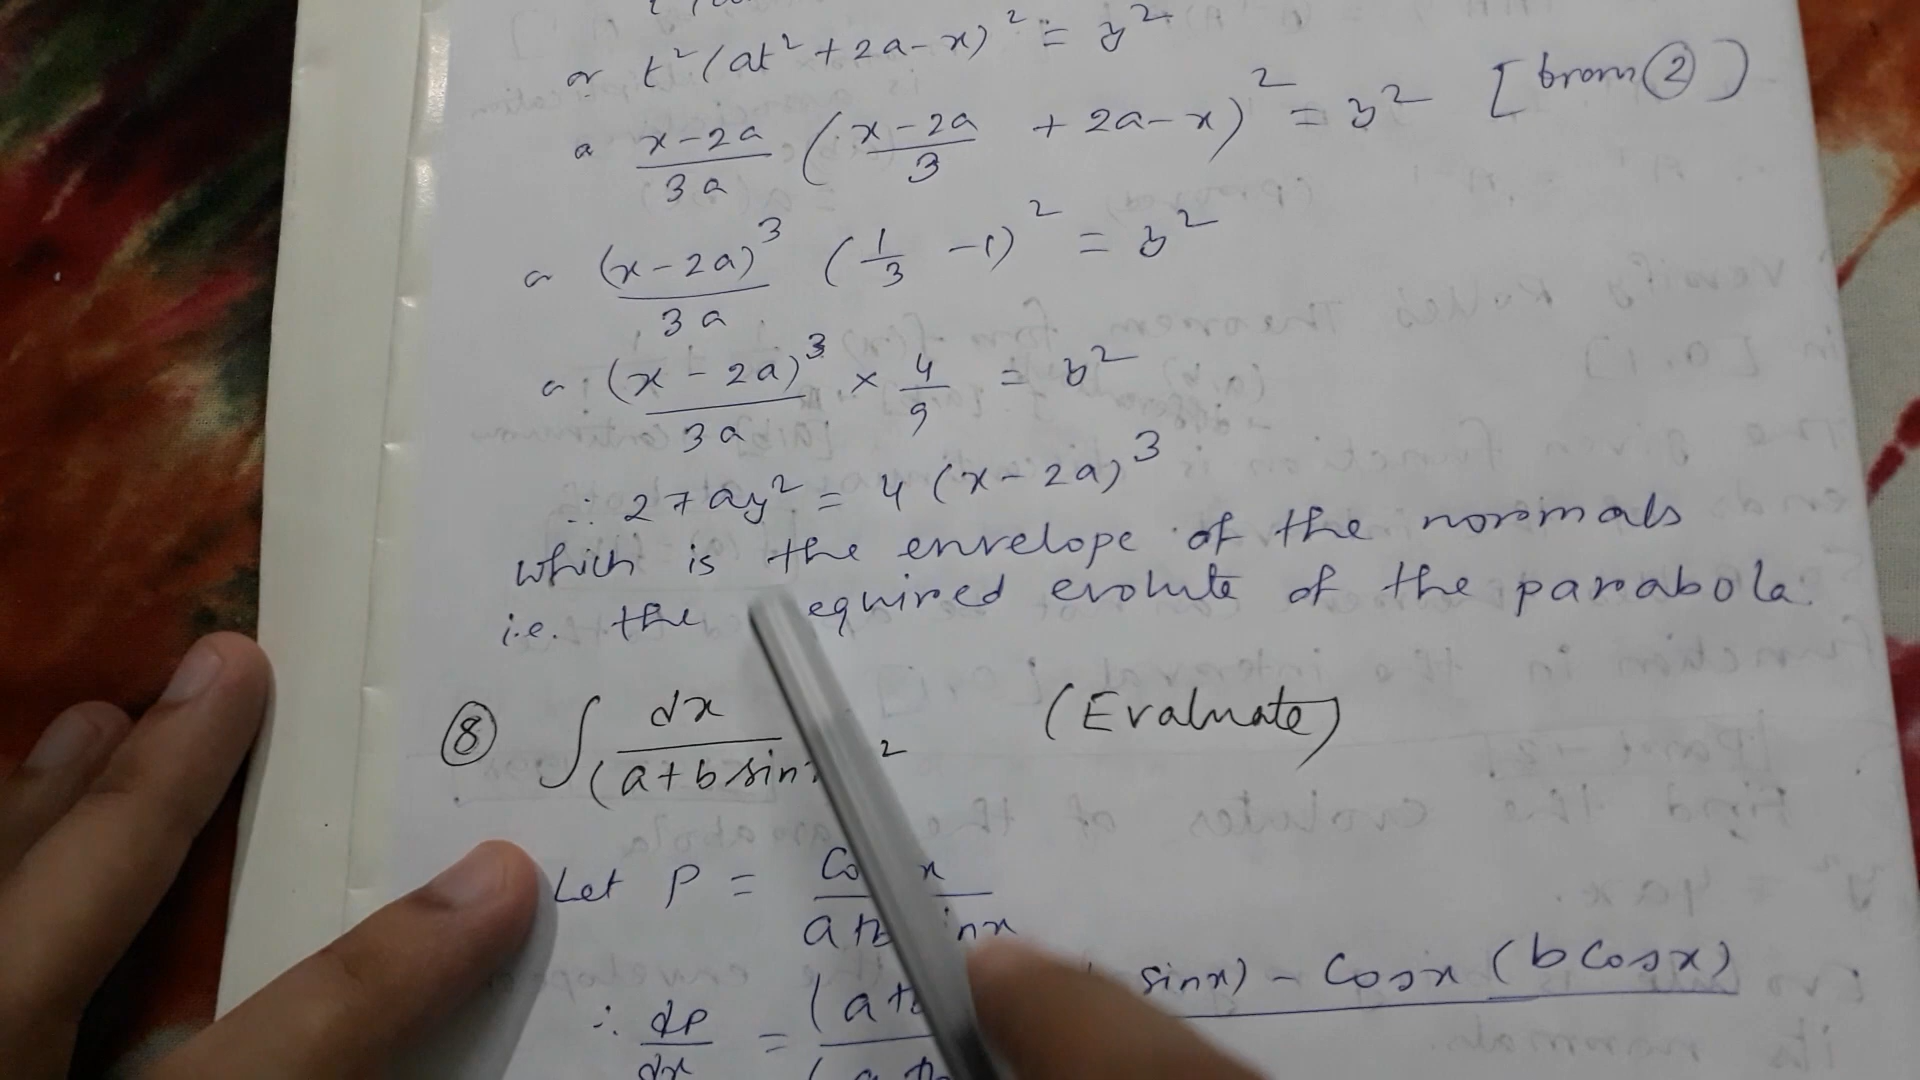 or t²(at² + 2a - x)² = y²
or x-2a/3a (x-2a/3 + 2a - x)² = y² [from ②]
or (x-2a)³/3a (1/3 - 1)² = y²
or (x-2a)³/3a × 4/9 = y²
∴ 27ay² = 4(x-2a)³
which is the envelope of the normals
i.e. the required evolute of the parabola.
⑧ ∫ dx/(a+b sin 2 (Evaluate)
Let P = Co x/a+b inx
∴ dp/dx = (a+b sinx) - Cosx (b Cosx)